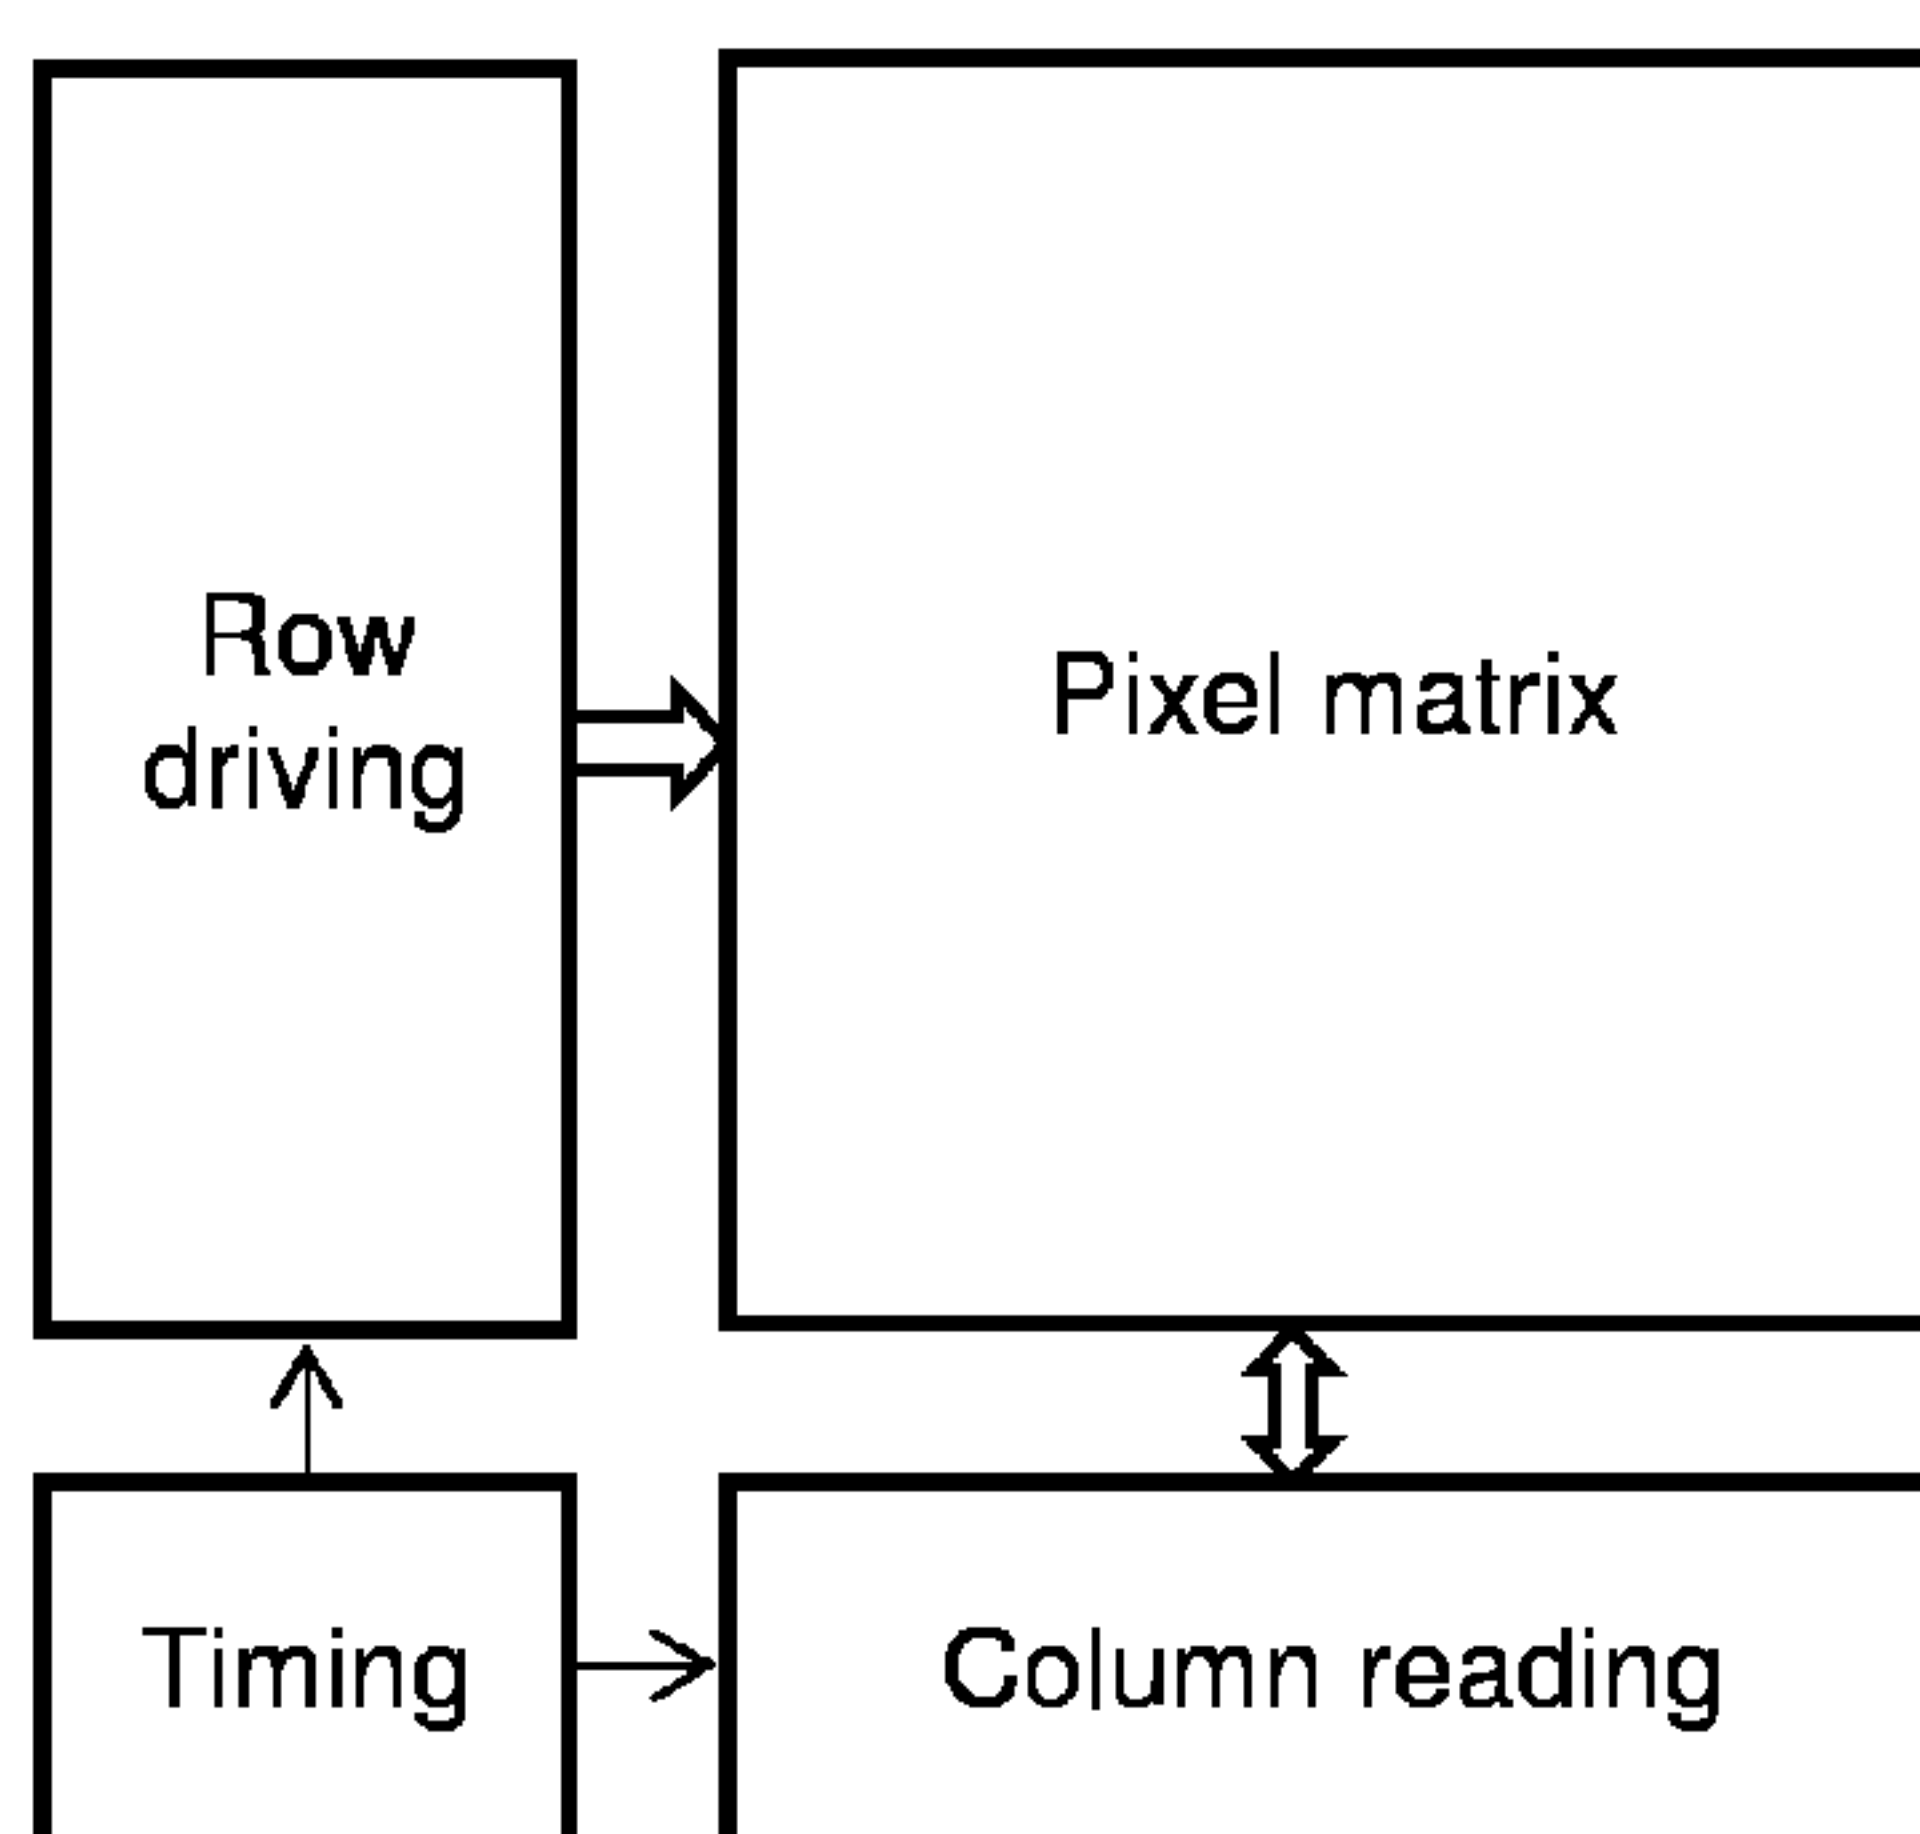 Row
driving
Pixel matrix
Timing
Column reading